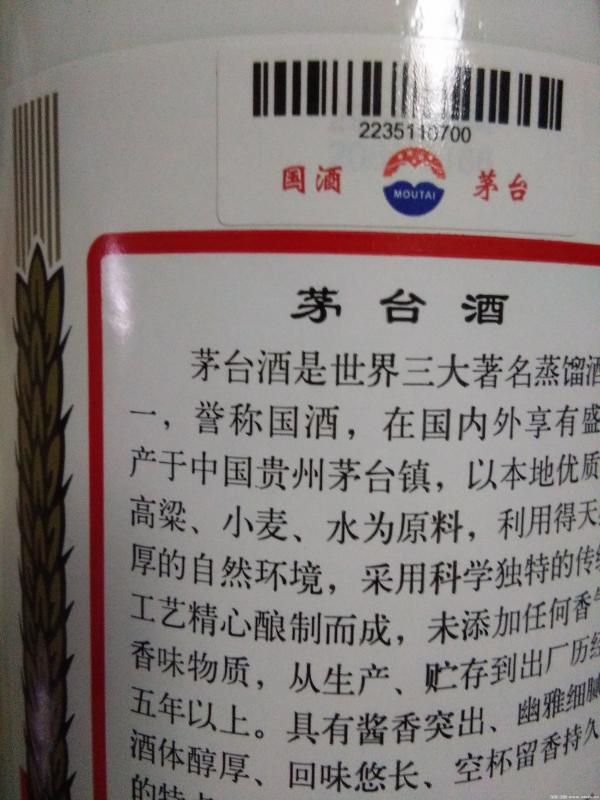 2235110700
国酒 MOUTAI 茅台
茅台酒
茅台酒是世界三大著名蒸馏酒
一，誉称国酒，在国内外享有盛
产于中国贵州茅台镇，以本地优质
高粱、小麦、水为原料，利用得天
厚的自然环境，采用科学独特的传统
工艺精心酿制而成，未添加任何香气
香味物质，从生产、贮存到出厂历经
五年以上。具有酱香突出、幽雅细腻
酒体醇厚、回味悠长、空杯留香持久
的特点